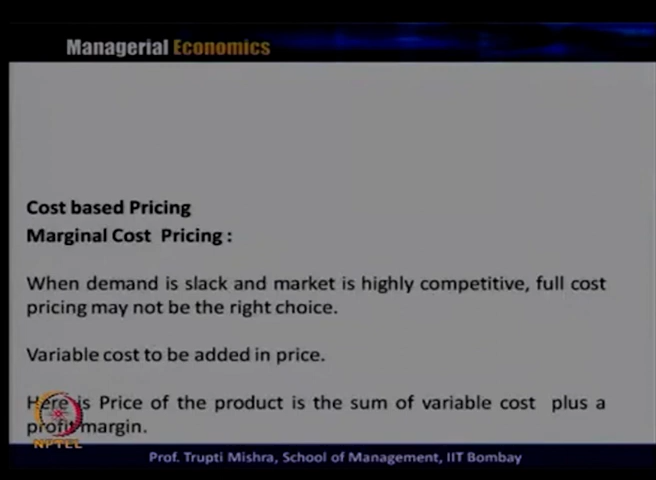 Managerial Economics
Cost based Pricing
Marginal Cost Pricing :
When demand is slack and market is highly competitive, full cost
pricing may not be the right choice.
Variable cost to be added in price.
Here is Price of the product is the sum of variable cost plus a
profit margin.
NPTEL
Prof. Trupti Mishra, School of Management, IIT Bombay